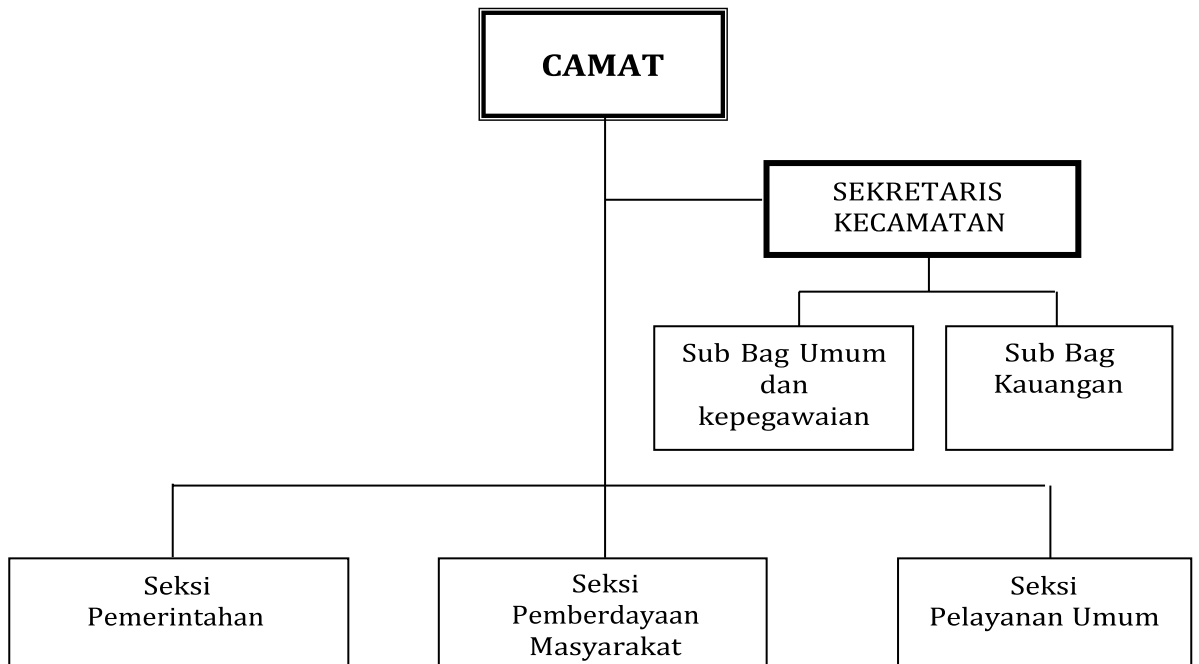 CAMAT
SEKRETARIS
KECAMATAN
Sub Bag Umum
dan
kepegawaian
Sub Bag
Kauangan
Seksi
Pemerintahan
Seksi
Pemberdayaan
Masyarakat
Seksi
Pelayanan Umum